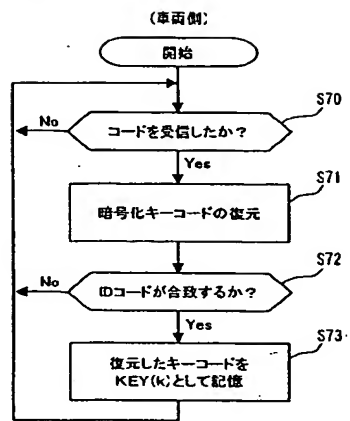 (車両側)
開始
S70
コードを受信したか?
No
Yes
S71
暗号化キーコードの復元
S72
IDコードが合致するか?
No
Yes
S73
復元したキーコードを
KEY(k)として記憶